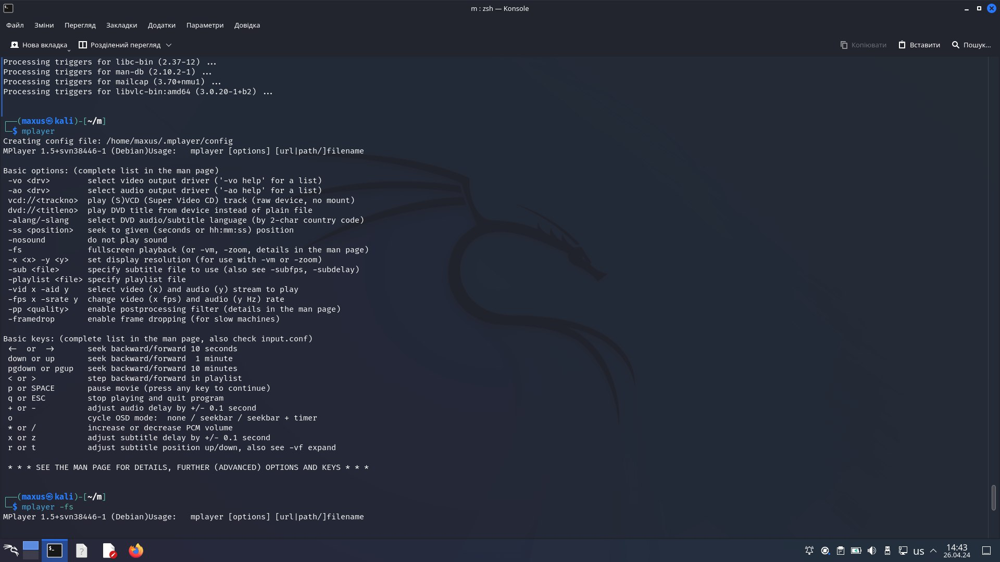 m : zsh — Konsole
Файл Зміни Перегляд Закладки Додатки Параметри Довідка
Нова вкладка Розділений перегляд Копіювати Вставити Пошук...
Processing triggers for libc-bin (2.37-12) ...
Processing triggers for man-db (2.10.2-1) ...
Processing triggers for mailcap (3.70+nmu1) ...
Processing triggers for libvlc-bin:amd64 (3.0.20-1+b2) ...
┌──(maxus㉿kali)-[~/m]
└─$ mplayer
Creating config file: /home/maxus/.mplayer/config
MPlayer 1.5+svn38446-1 (Debian)Usage:   mplayer [options] [url|path/]filename
Basic options: (complete list in the man page)
-vo <drv>        select video output driver ('-vo help' for a list)
-ao <drv>        select audio output driver ('-ao help' for a list)
vcd://<trackno>  play (S)VCD (Super Video CD) track (raw device, no mount)
dvd://<titleno>  play DVD title from device instead of plain file
-alang/-slang    select DVD audio/subtitle language (by 2-char country code)
-ss <position>   seek to given (seconds or hh:mm:ss) position
-nosound         do not play sound
-fs              fullscreen playback (or -vm, -zoom, details in the man page)
-x <x> -y <y>    set display resolution (for use with -vm or -zoom)
-sub <file>      specify subtitle file to use (also see -subfps, -subdelay)
-playlist <file> specify playlist file
-vid x -aid y    select video (x) and audio (y) stream to play
-fps x -srate y  change video (x fps) and audio (y Hz) rate
-pp <quality>    enable postprocessing filter (details in the man page)
-framedrop       enable frame dropping (for slow machines)
Basic keys: (complete list in the man page, also check input.conf)
<-  or  ->       seek backward/forward 10 seconds
down or up       seek backward/forward  1 minute
pgdown or pgup   seek backward/forward 10 minutes
< or >           step backward/forward in playlist
p or SPACE       pause movie (press any key to continue)
q or ESC         stop playing and quit program
+ or -           adjust audio delay by +/- 0.1 second
o                cycle OSD mode:  none / seekbar / seekbar + timer
* or /           increase or decrease PCM volume
x or z           adjust subtitle delay by +/- 0.1 second
r or t           adjust subtitle position up/down, also see -vf expand
* * * SEE THE MAN PAGE FOR DETAILS, FURTHER (ADVANCED) OPTIONS AND KEYS * * *
┌──(maxus㉿kali)-[~/m]
└─$ mplayer -fs
MPlayer 1.5+svn38446-1 (Debian)Usage:   mplayer [options] [url|path/]filename
us 14:43
26.04.24